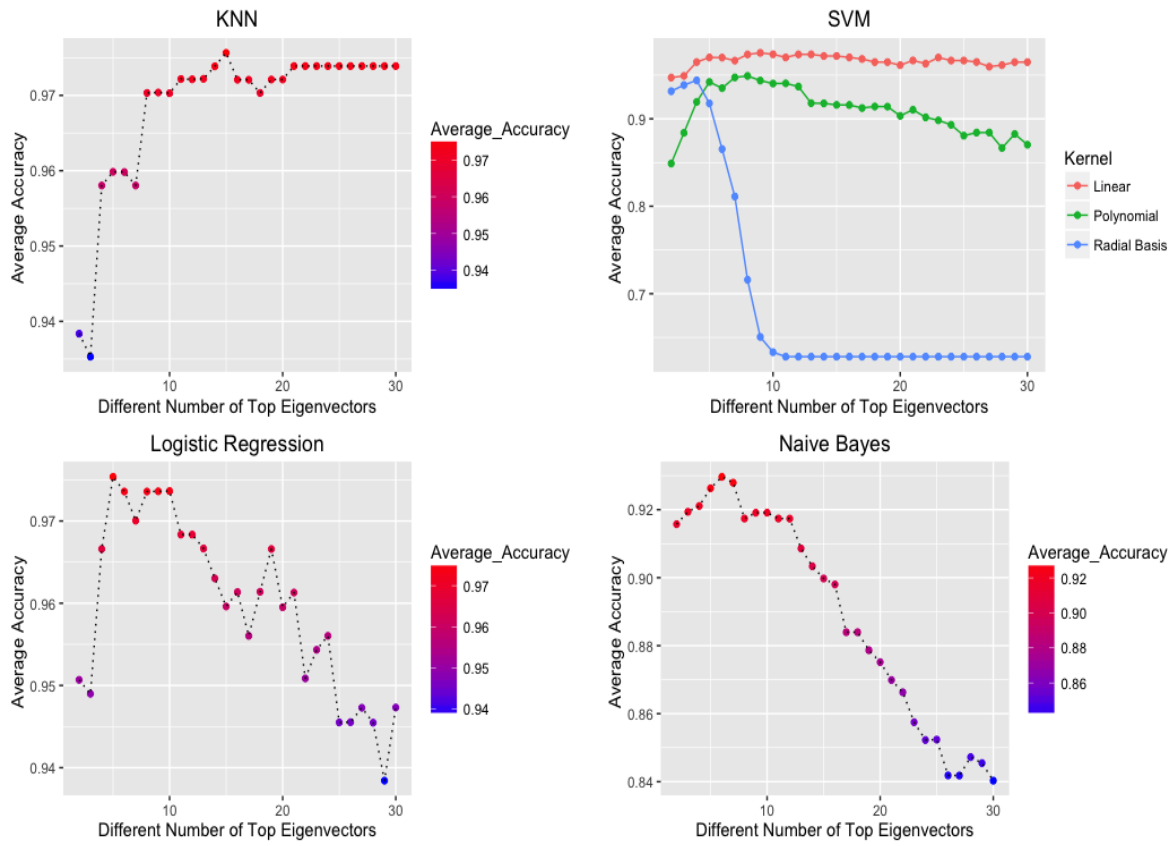 KNN
Average Accuracy
0.97
0.96
0.95
0.94
10
20
30
Different Number of Top Eigenvectors
Average_Accuracy
0.97
0.96
0.95
0.94
SVM
Average Accuracy
0.9
0.8
0.7
10
20
30
Different Number of Top Eigenvectors
Kernel
Linear
Polynomial
Radial Basis
Logistic Regression
Average Accuracy
0.97
0.96
0.95
0.94
10
20
30
Different Number of Top Eigenvectors
Average_Accuracy
0.97
0.96
0.95
0.94
Naive Bayes
Average Accuracy
0.92
0.90
0.88
0.86
0.84
10
20
30
Different Number of Top Eigenvectors
Average_Accuracy
0.92
0.90
0.88
0.86